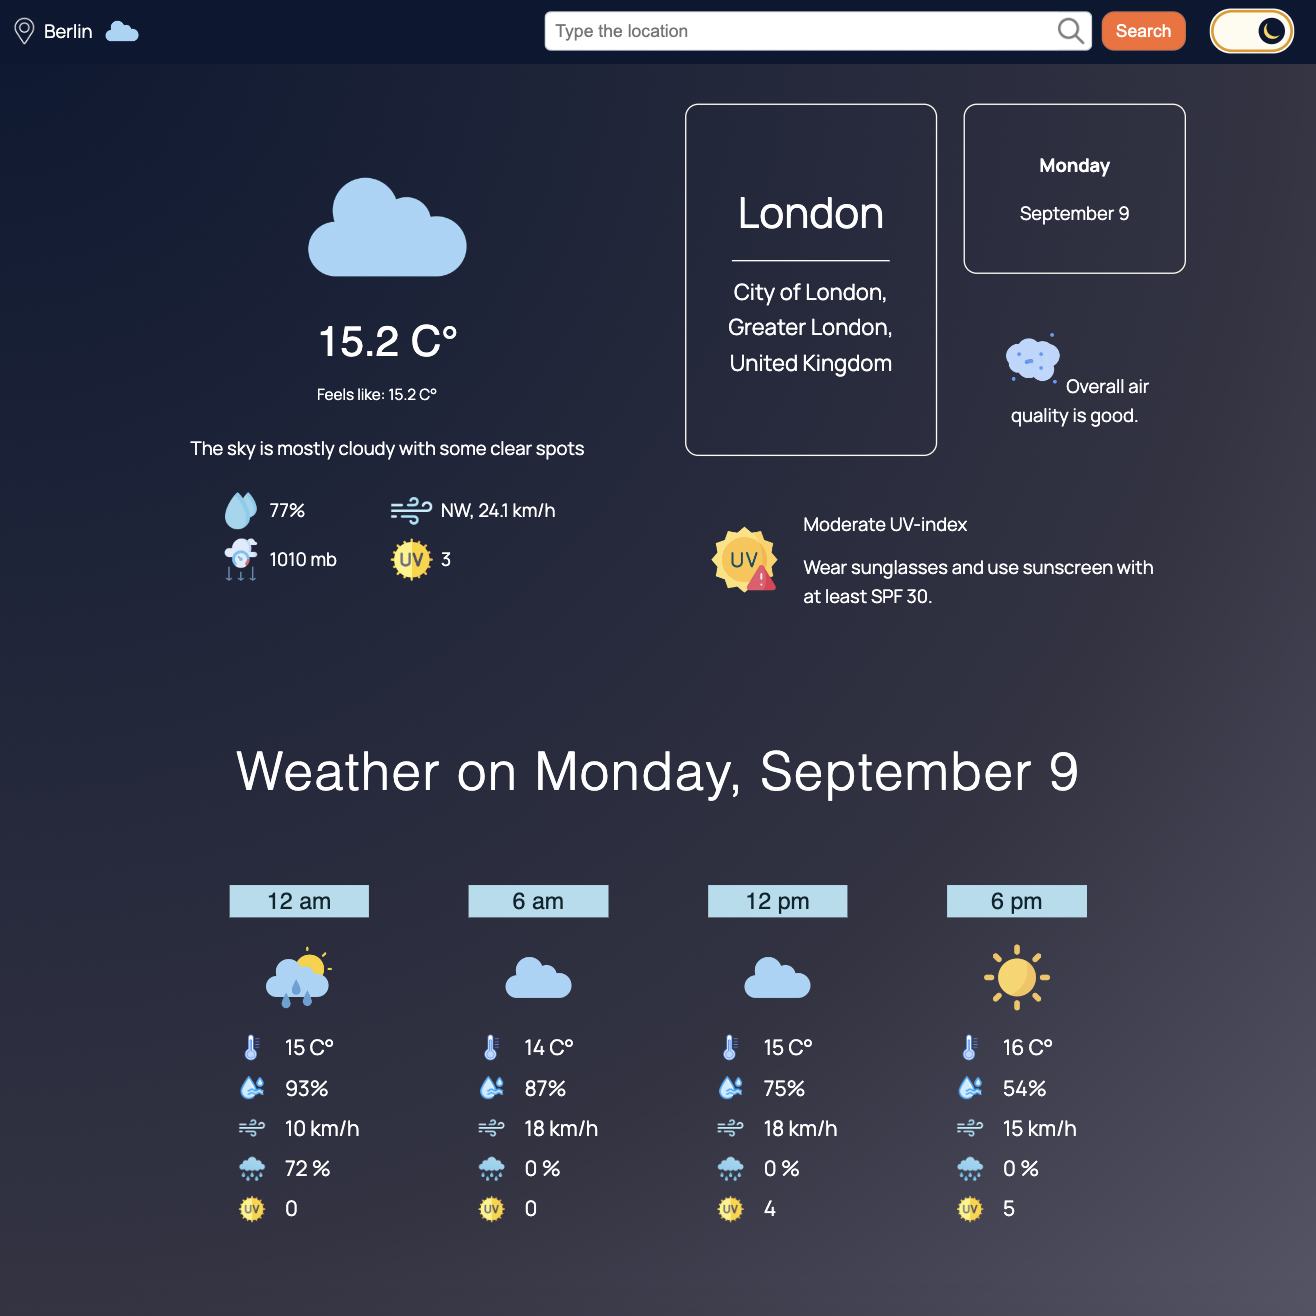 Berlin
Type the location
Search
15.2 C°
Feels like: 15.2 C°
The sky is mostly cloudy with some clear spots
77%
NW, 24.1 km/h
1010 mb
UV
3
London
City of London,
Greater London,
United Kingdom
Monday
September 9
Overall air
quality is good.
UV
!
Moderate UV-index
Wear sunglasses and use sunscreen with
at least SPF 30.
Weather on Monday, September 9
12 am
15 C°
93%
10 km/h
72 %
UV
0
6 am
14 C°
87%
18 km/h
0 %
UV
0
12 pm
15 C°
75%
18 km/h
0 %
UV
4
6 pm
16 C°
54%
15 km/h
0 %
UV
5